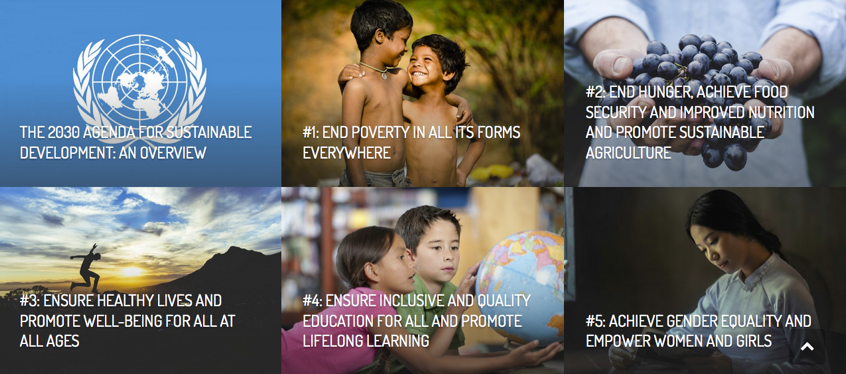 THE 2030 AGENDA FOR SUSTAINABLE
DEVELOPMENT: AN OVERVIEW
#1: END POVERTY IN ALL ITS FORMS
EVERYWHERE
#2: END HUNGER, ACHIEVE FOOD
SECURITY AND IMPROVED NUTRITION
AND PROMOTE SUSTAINABLE
AGRICULTURE
#3: ENSURE HEALTHY LIVES AND
PROMOTE WELL-BEING FOR ALL AT
ALL AGES
#4: ENSURE INCLUSIVE AND QUALITY
EDUCATION FOR ALL AND PROMOTE
LIFELONG LEARNING
#5: ACHIEVE GENDER EQUALITY AND
EMPOWER WOMEN AND GIRLS